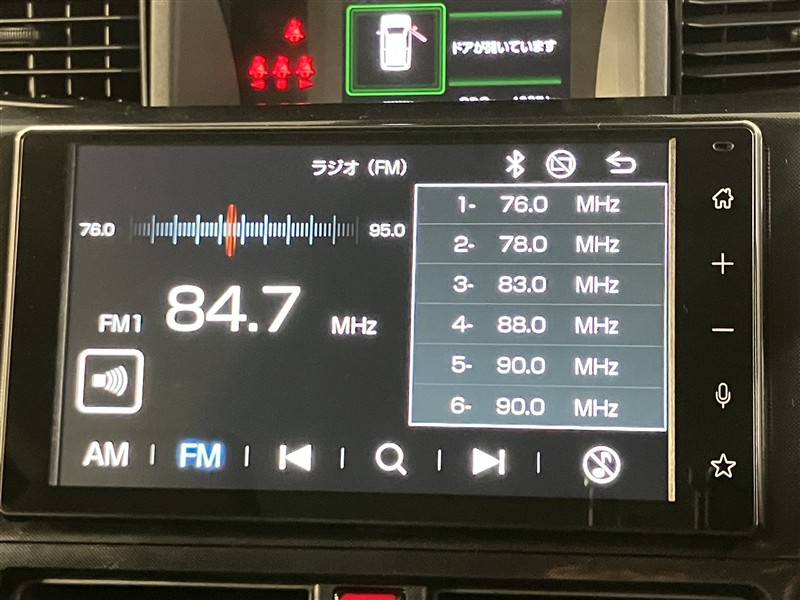 ドアが開いています
ラジオ（FM）
76.0
95.0
FM1 84.7 MHz
1- 76.0 MHz
2- 78.0 MHz
3- 83.0 MHz
4- 88.0 MHz
5- 90.0 MHz
6- 90.0 MHz
AM
FM